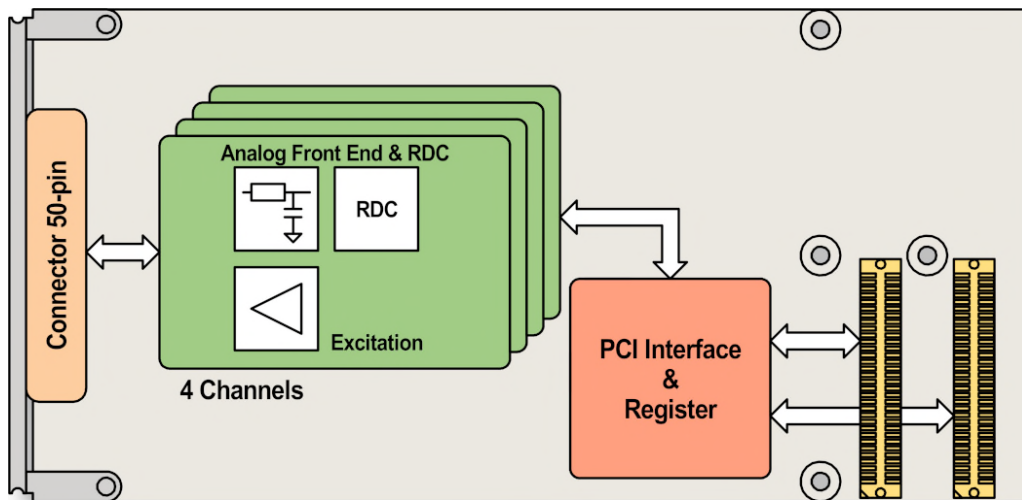 Connector 50-pin
Analog Front End & RDC
RDC
Excitation
4 Channels
PCI Interface
&
Register